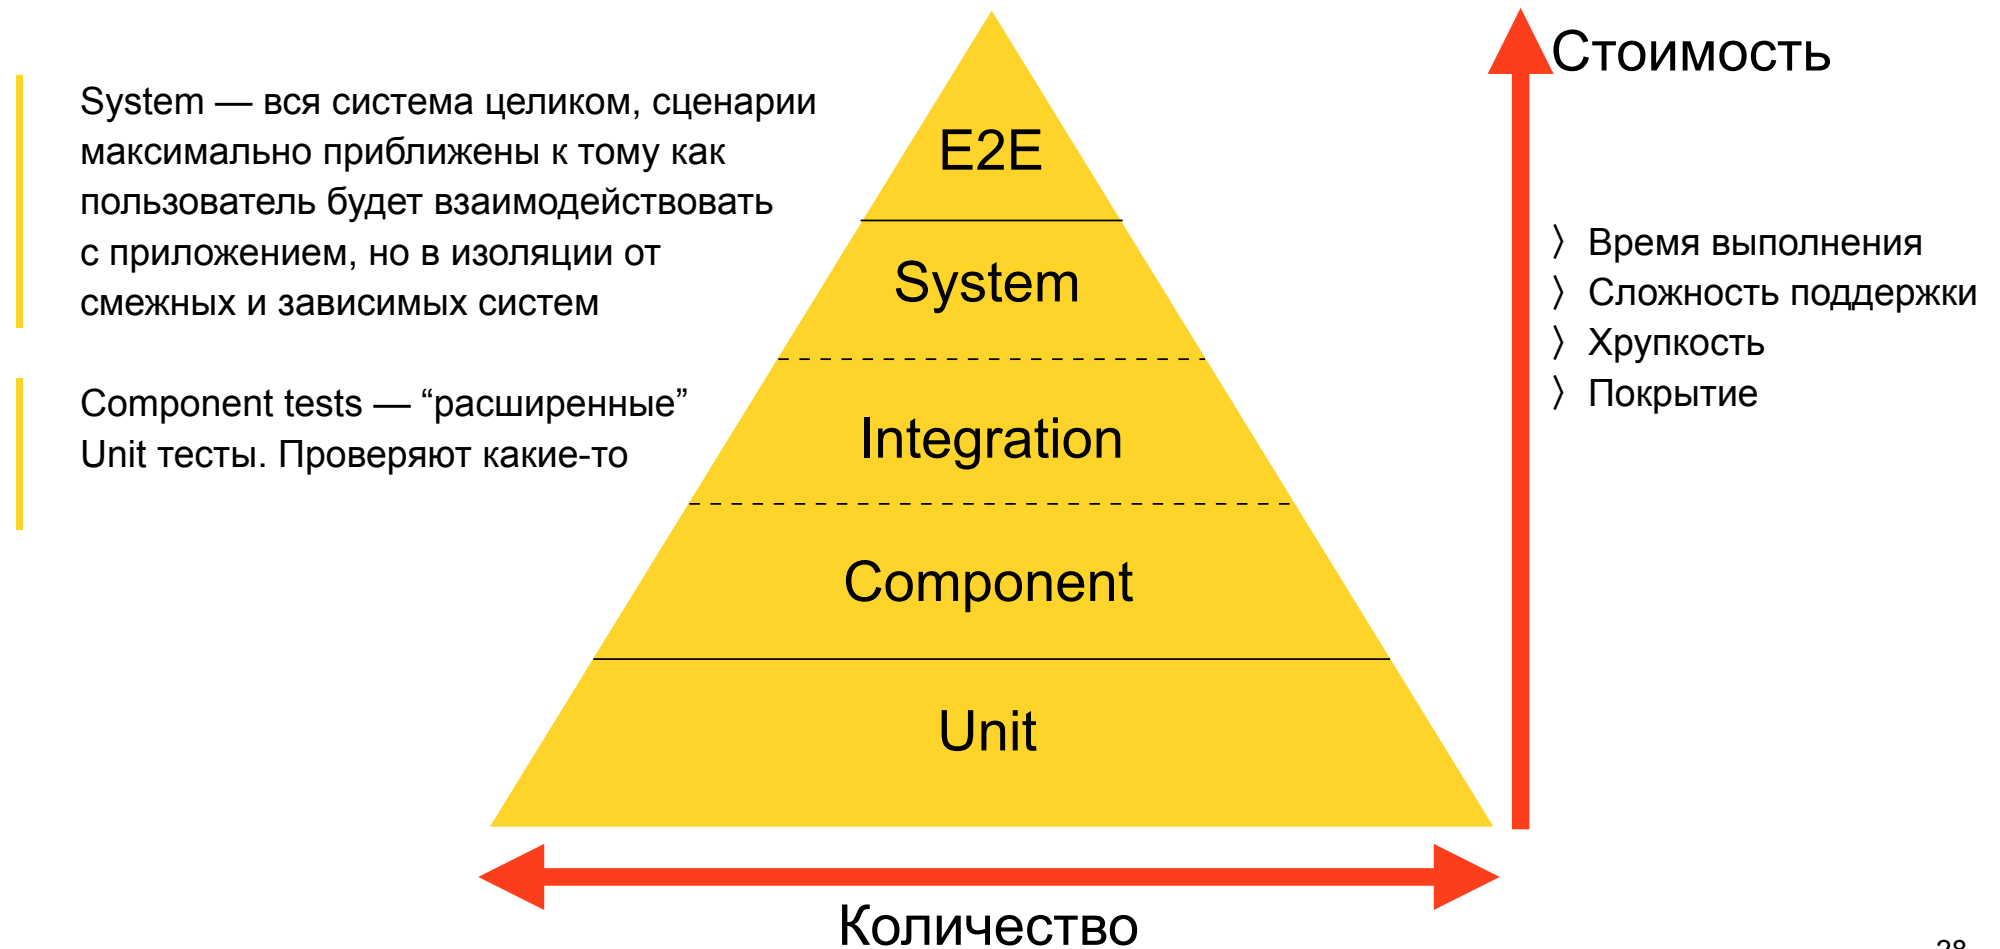 System — вся система целиком, сценарии
максимально приближены к тому как
пользователь будет взаимодействовать
с приложением, но в изоляции от
смежных и зависимых систем
Component tests — “расширенные”
Unit тесты. Проверяют какие-то
E2E
System
Integration
Component
Unit
Количество
Стоимость
〉 Время выполнения
〉 Сложность поддержки
〉 Хрупкость
〉 Покрытие
28